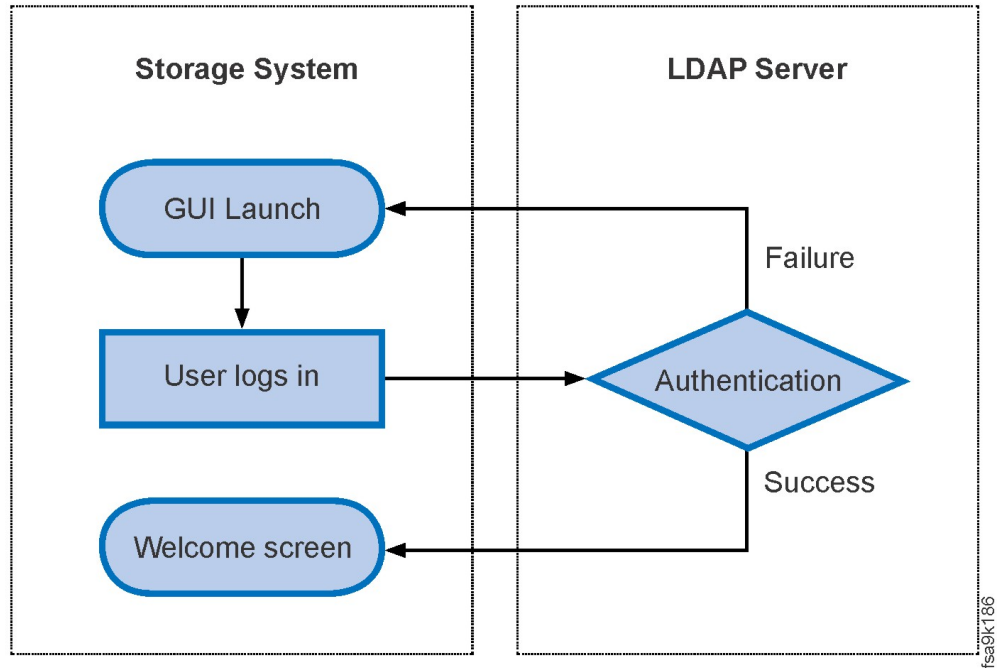 Storage System
LDAP Server
GUI Launch
Failure
User logs in
Authentication
Success
Welcome screen
fsa9k186